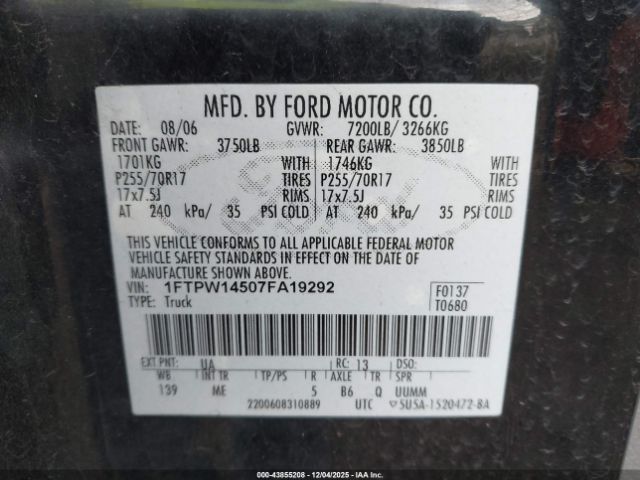 MFD. BY FORD MOTOR CO.
DATE: 08/06 GVWR: 7200LB/ 3266KG
FRONT GAWR: 3750LB REAR GAWR: 3850LB
1701KG WITH 1746KG WITH
P255/70R17 TIRES P255/70R17 TIRES
17x7.5J RIMS 17x7.5J RIMS
AT 240 kPa/ 35 PSI COLD AT 240 kPa/ 35 PSI COLD
THIS VEHICLE CONFORMS TO ALL APPLICABLE FEDERAL MOTOR
VEHICLE SAFETY STANDARDS IN EFFECT ON THE DATE OF
MANUFACTURE SHOWN ABOVE.
VIN: 1FTPW14507FA19292 F0137
TYPE: Truck T0680
EXT PNT: UA RC: 13 DSO:
WB INT TR TP/PS R AXLE TR SPR
139 ME 5 B6 Q UUMM
2200608310889 UTC ▽5U5A-1520472-BA
000-43855208 - 12/04/2025 - IAA Inc.